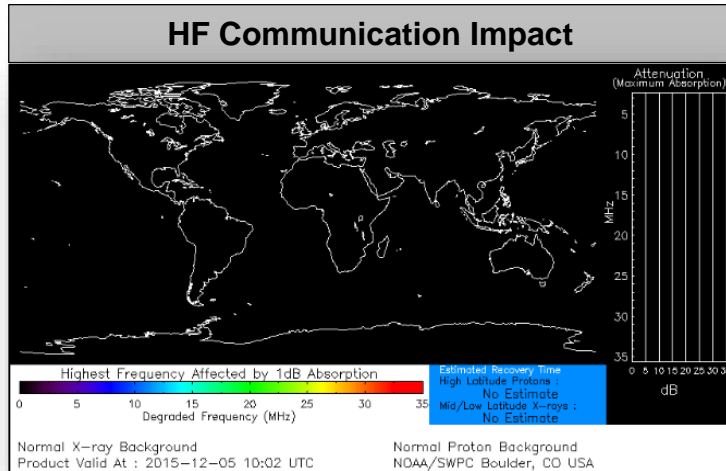 HF Communication Impact
Attenuation
(Maximum Absorption)
5
10
15
20
25
30
35
MHz
0 5 10 15 20 25 30 3
dB
Highest Frequency Affected by 1dB Absorption
0 5 10 15 20 25 30 35
Degraded Frequency (MHz)
Estimated Recovery Time
High Latitude Protons :
No Estimate
Mid/Low Latitude X-rays :
No Estimate
Normal X-ray Background
Product Valid At : 2015-12-05 10:02 UTC
Normal Proton Background
NOAA/SWPC Boulder, CO USA